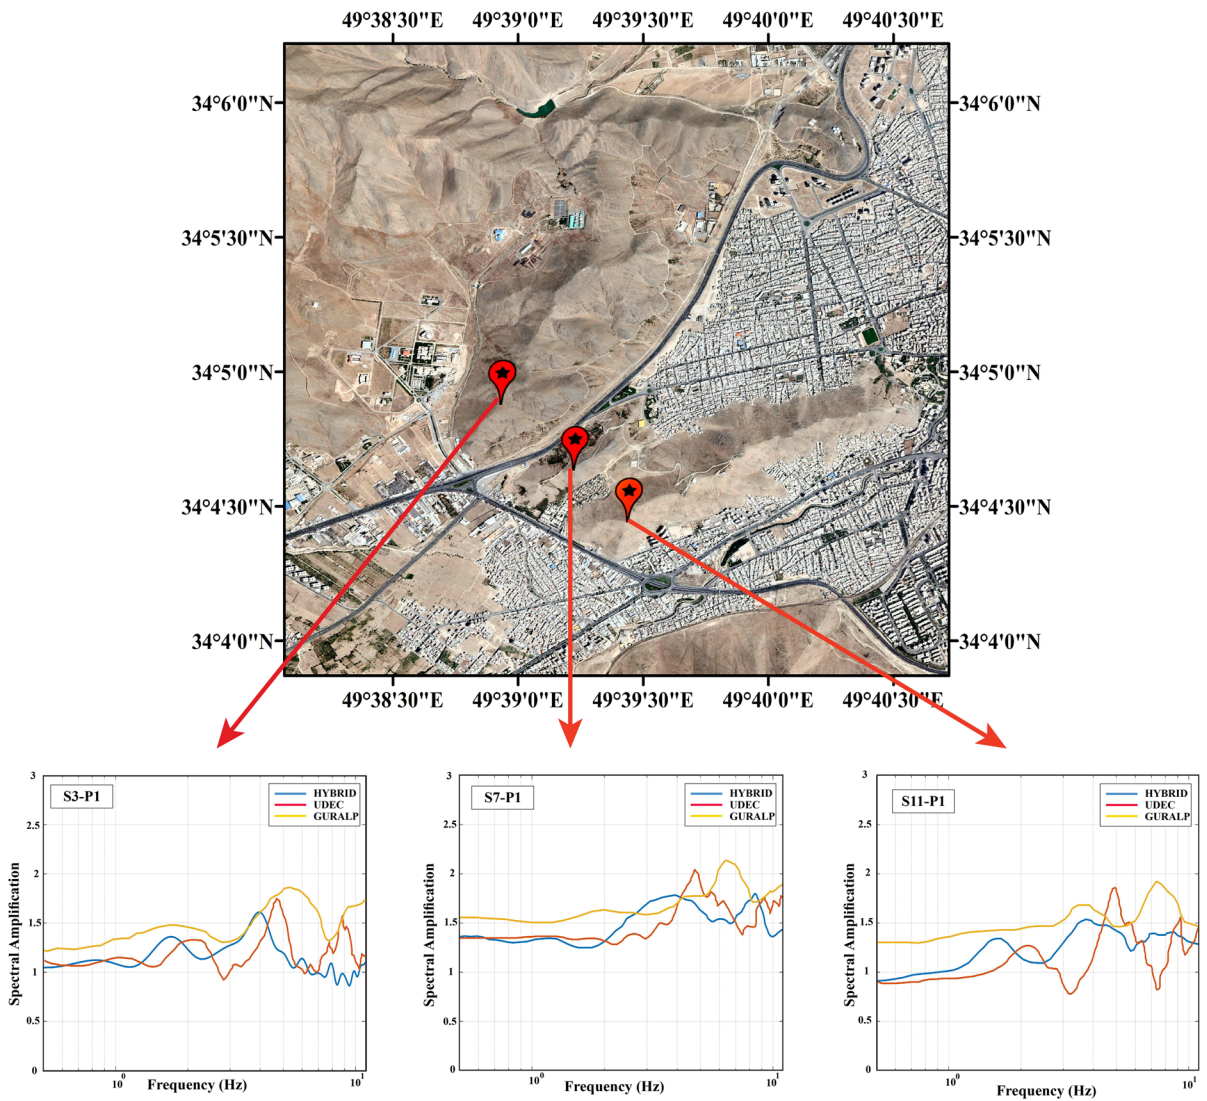 49°38'30"E 49°39'0"E 49°39'30"E 49°40'0"E 49°40'30"E
34°6'0"N 34°6'0"N
34°5'30"N 34°5'30"N
34°5'0"N 34°5'0"N
34°4'30"N 34°4'30"N
34°4'0"N 34°4'0"N
49°38'30"E 49°39'0"E 49°39'30"E 49°40'0"E 49°40'30"E
Spectral Amplification
3
2.5
2
1.5
1
0.5
0
S3-P1
HYBRID
UDEC
GURALP
10⁰ 10¹
Frequency (Hz)
Spectral Amplification
3
2.5
2
1.5
1
0.5
0
S7-P1
HYBRID
UDEC
GURALP
10⁰ 10¹
Frequency (Hz)
Spectral Amplification
3
2.5
2
1.5
1
0.5
0
S11-P1
HYBRID
UDEC
GURALP
10⁰ 10¹
Frequency (Hz)